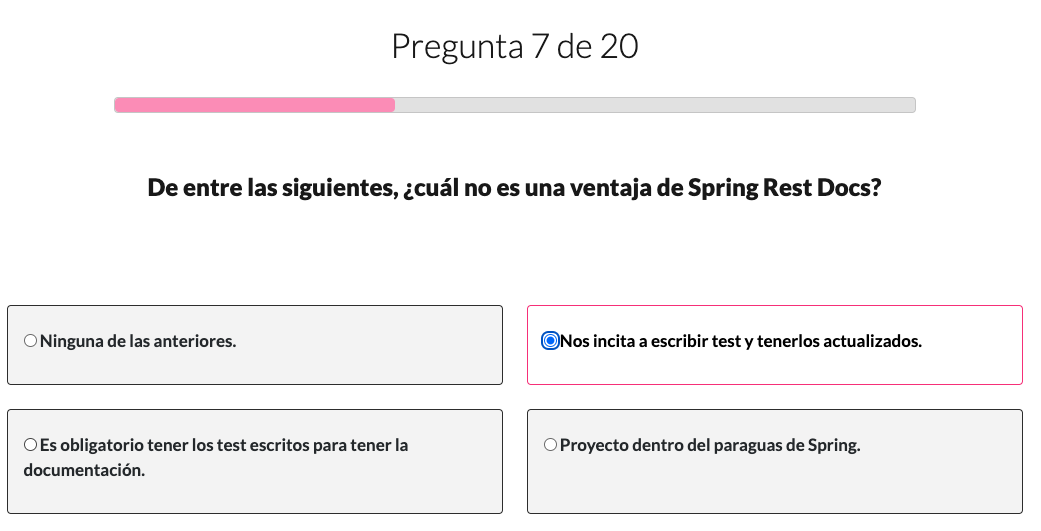 Pregunta 7 de 20
De entre las siguientes, ¿cuál no es una ventaja de Spring Rest Docs?
Ninguna de las anteriores.
Nos incita a escribir test y tenerlos actualizados.
Es obligatorio tener los test escritos para tener la
documentación.
Proyecto dentro del paraguas de Spring.